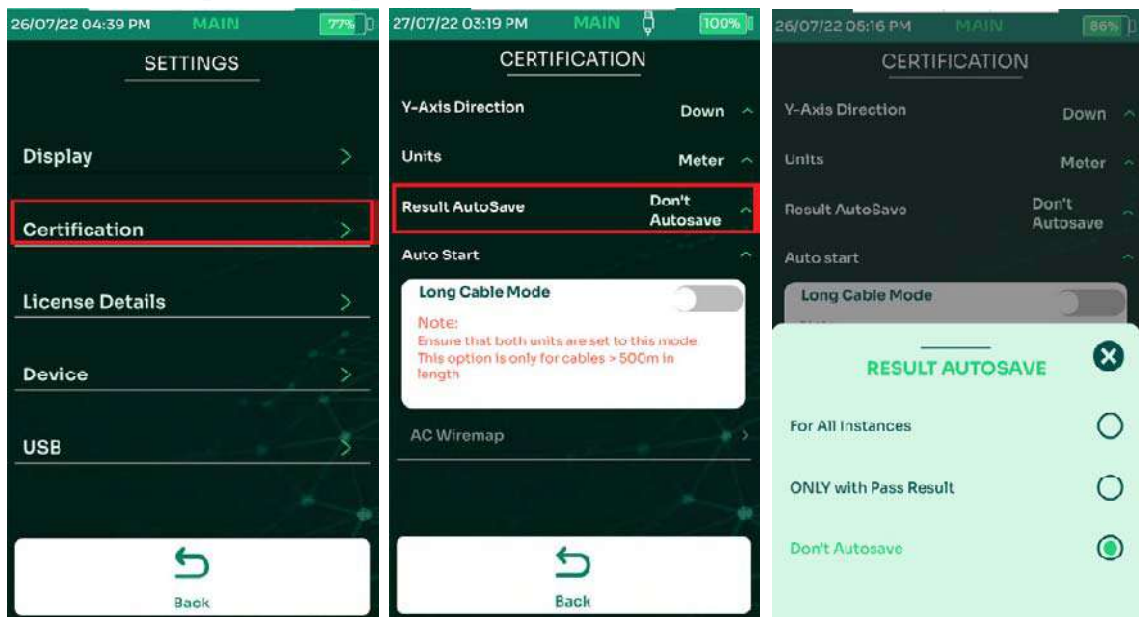 26/07/22 04:39 PM MAIN 77%
SETTINGS
Display
Certification
License Details
Device
USB
Back
27/07/22 03:19 PM MAIN 100%
CERTIFICATION
Y-Axis Direction Down
Units Meter
Result AutoSave Don't
Autosave
Auto Start
Long Cable Mode
Note:
Ensure that both units are set to this mode
This option is only for cables > 500m in
length
AC Wiremap
Back
26/07/22 05:16 PM MAIN 86%
CERTIFICATION
Y-Axis Direction Down
Units Meter
Result AutoSave Don't
Autosave
Auto start
Long Cable Mode
RESULT AUTOSAVE
For All Instances
ONLY with Pass Result
Don't Autosave